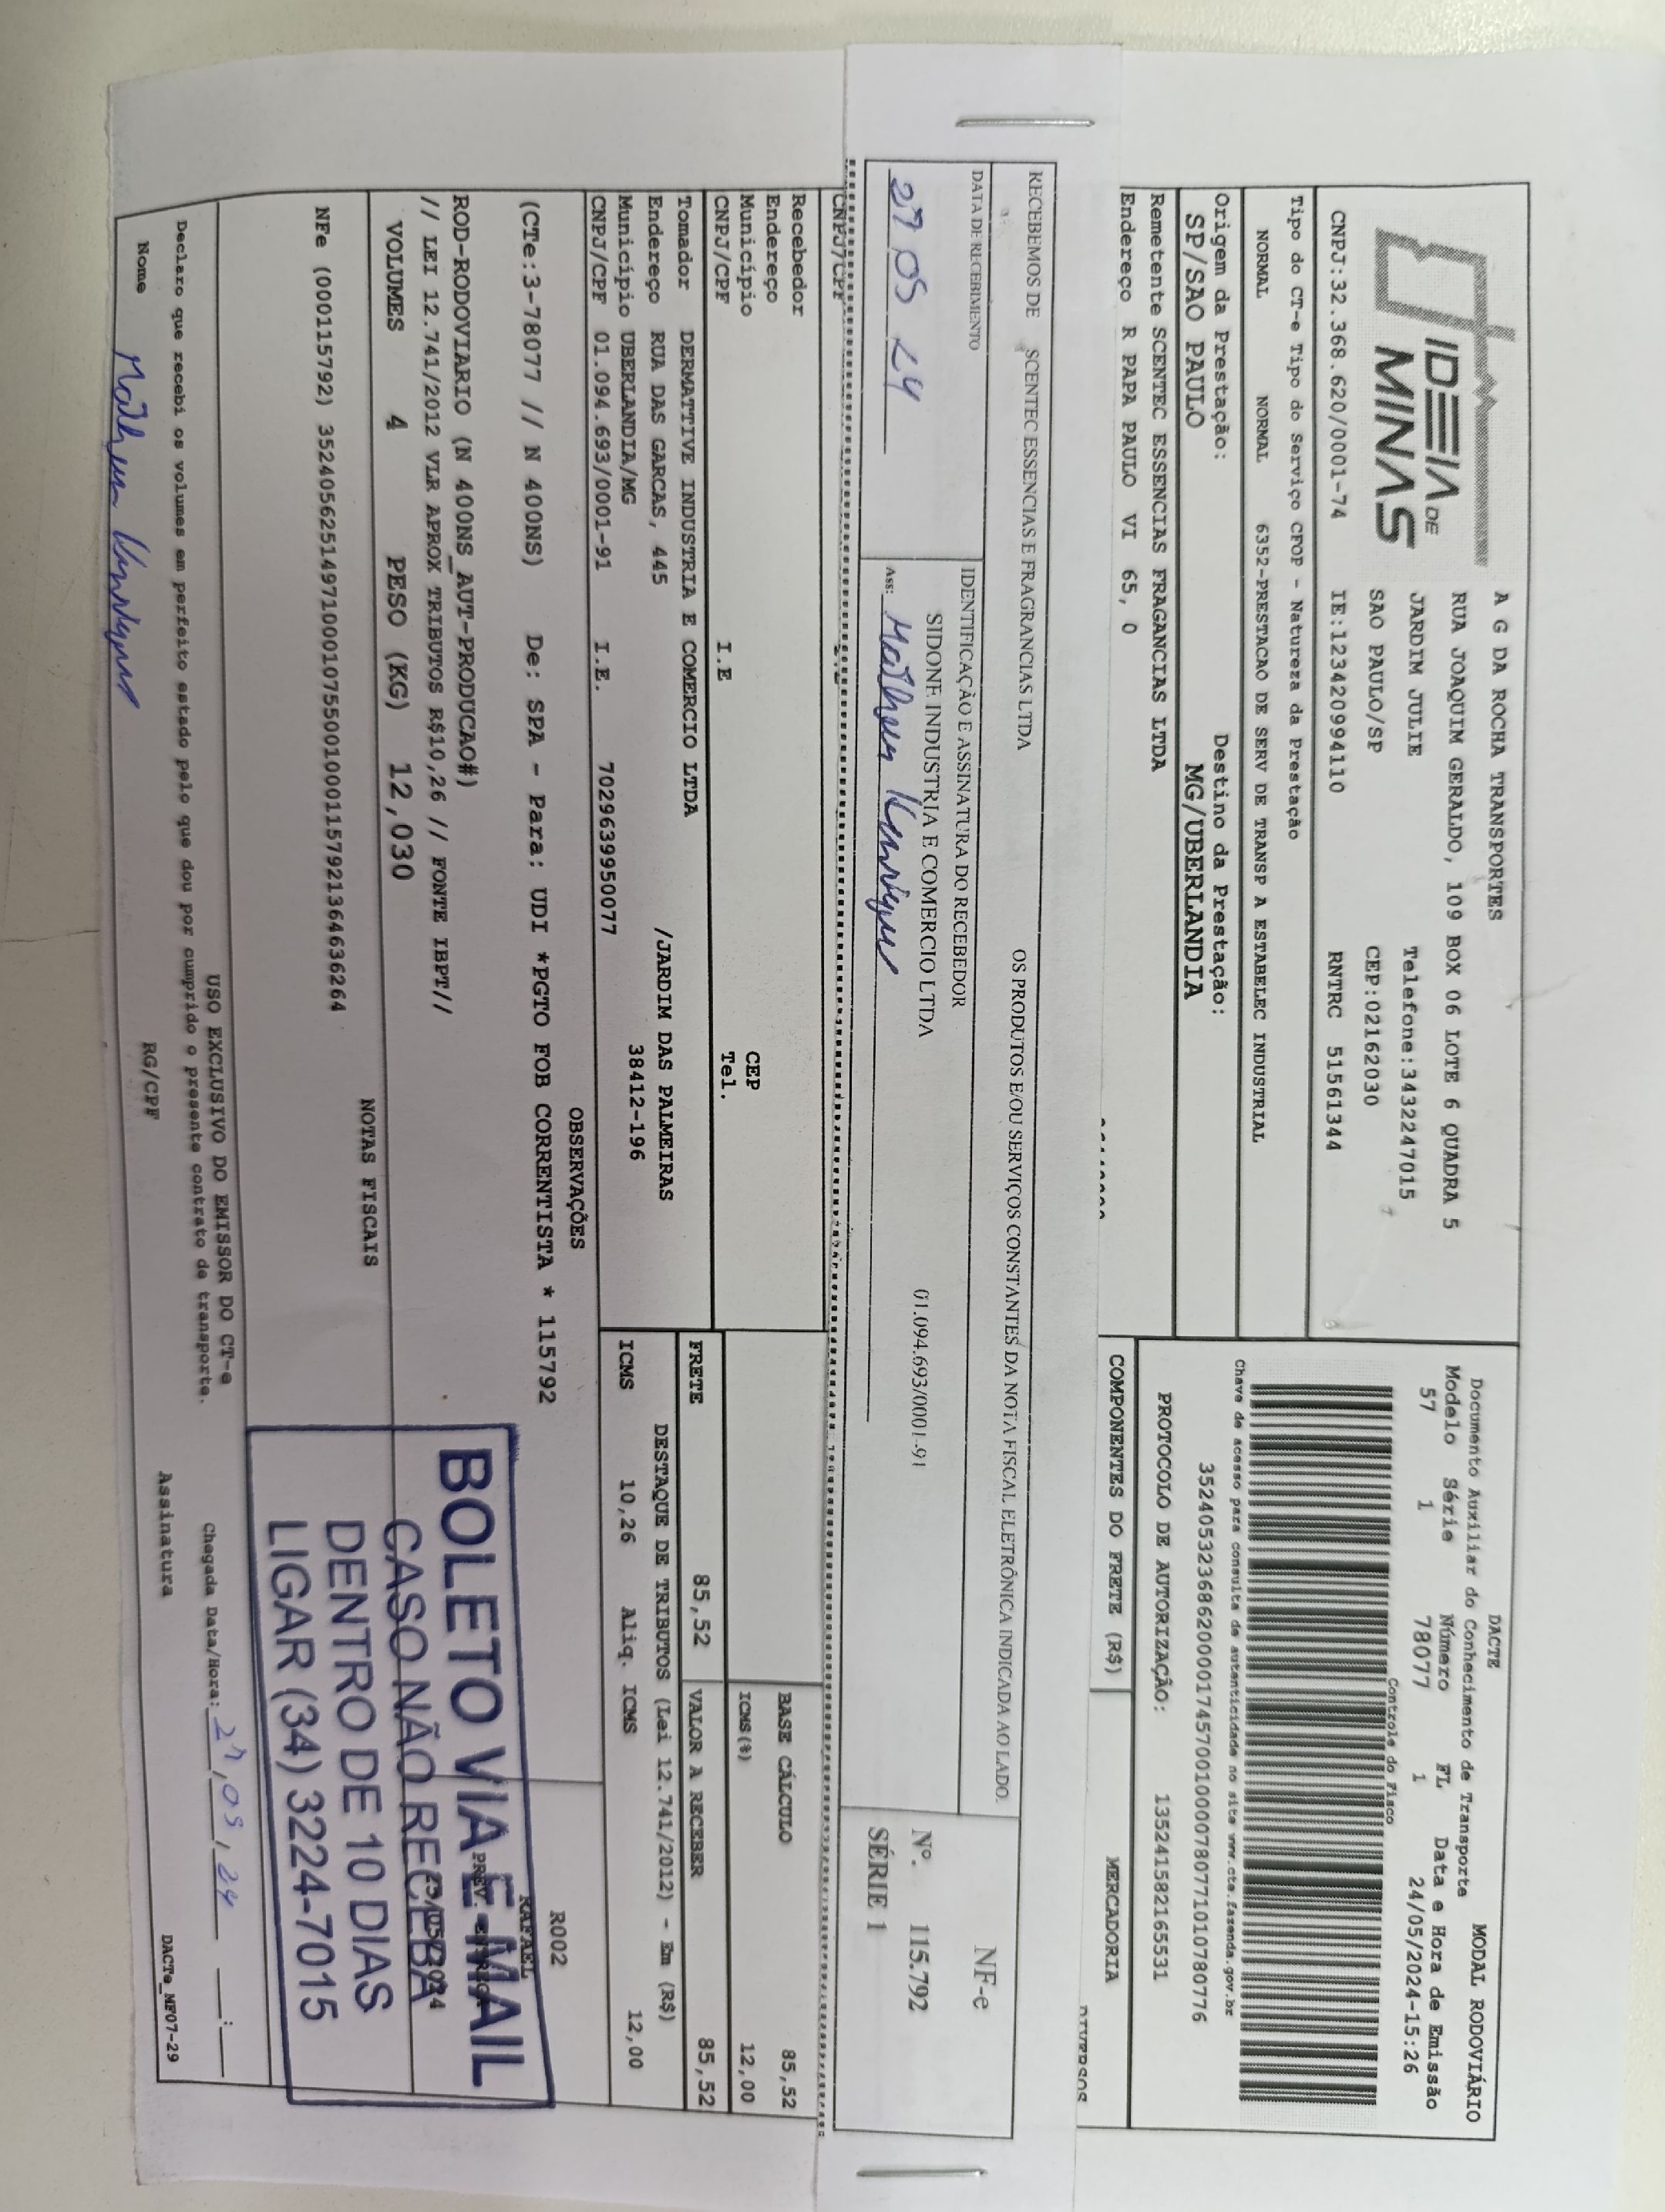 IDEIA DE
MINAS
A G DA ROCHA TRANSPORTES
RUA JOAQUIM GERALDO, 109 BOX 06 LOTE 6 QUADRA 5
JARDIM JULIE Telefone:3432247015
SAO PAULO/SP CEP:02162030
CNPJ:32.368.620/0001-74 IE:123420994110 RNTRC 51561344
DACTE MODAL RODOVIÁRIO
Documento Auxiliar do Conhecimento de Transporte
Modelo Série Número FL Data e Hora de Emissão
57 1 78077 1 24/05/2024-15:26
Controle do Fisco
Tipo do CT-e Tipo do Serviço CFOP - Natureza da Prestação
NORMAL NORMAL 6352-PRESTACAO DE SERV DE TRANSP A ESTABELEC INDUSTRIAL
Chave de acesso para consulta de autenticidade no site www.cte.fazenda.gov.br
35240532368620000174570010000780771010780776
Origem da Prestação: Destino da Prestação:
SP/SAO PAULO MG/UBERLANDIA
PROTOCOLO DE AUTORIZAÇÃO: 135241582165531
Remetente SCENTEC ESSENCIAS FRAGANCIAS LTDA
Endereço R PAPA PAULO VI 65, 0
COMPONENTES DO FRETE (R$) MERCADORIA
DIVERSOS
RECEBEMOS DE SCENTEC ESSENCIAS E FRAGRANCIAS LTDA OS PRODUTOS E/OU SERVIÇOS CONSTANTES DA NOTA FISCAL ELETRÔNICA INDICADA AO LADO.
NF-e
DATA DE RECEBIMENTO IDENTIFICAÇÃO E ASSINATURA DO RECEBEDOR
SIDONE INDUSTRIA E COMERCIO LTDA 01.094.693/0001-91
Nº. 115.792
27 05 24
Ass: Matheus Henrique
SÉRIE 1
CNPJ/CPF
Recebedor
Endereço
Município CEP
CNPJ/CPF I.E Tel.
BASE CÁLCULO 85,52
ICMS(%) 12,00
Tomador DERMATTIVE INDUSTRIA E COMERCIO LTDA
Endereço RUA DAS GARCAS, 445 /JARDIM DAS PALMEIRAS
Município UBERLANDIA/MG 38412-196
CNPJ/CPF 01.094.693/0001-91 I.E. 7029639950077
FRETE 85,52 VALOR A RECEBER 85,52
DESTAQUE DE TRIBUTOS (Lei 12.741/2012) - Em (R$)
ICMS 10,26 Aliq. ICMS 12,00
OBSERVAÇÕES
(CTe:3-78077 // N 400NS) De: SPA - Para: UDI *PGTO FOB CORRENTISTA * 115792
R002
RAFAEL
ROD-RODOVIARIO (N 400NS_AUT-PRODUCAO#)
// LEI 12.741/2012 VLR APROX TRIBUTOS R$10,26 // FONTE IBPT//
VOLUMES 4 PESO (KG) 12,030
NOTAS FISCAIS
NFe (000115792) 35240562514971000107550010001157921364636264
BOLETO VIA E-MAIL
CASO NÃO RECEBA
DENTRO DE 10 DIAS
LIGAR (34) 3224-7015
USO EXCLUSIVO DO EMISSOR DO CT-e
Declaro que recebi os volumes em perfeito estado pelo que dou por cumprido o presente contrato de transporte.
Chegada Data/Hora: 27,05,24 :
Nome Matheus Henrique RG/CPF Assinatura
DACTe_MF07-29